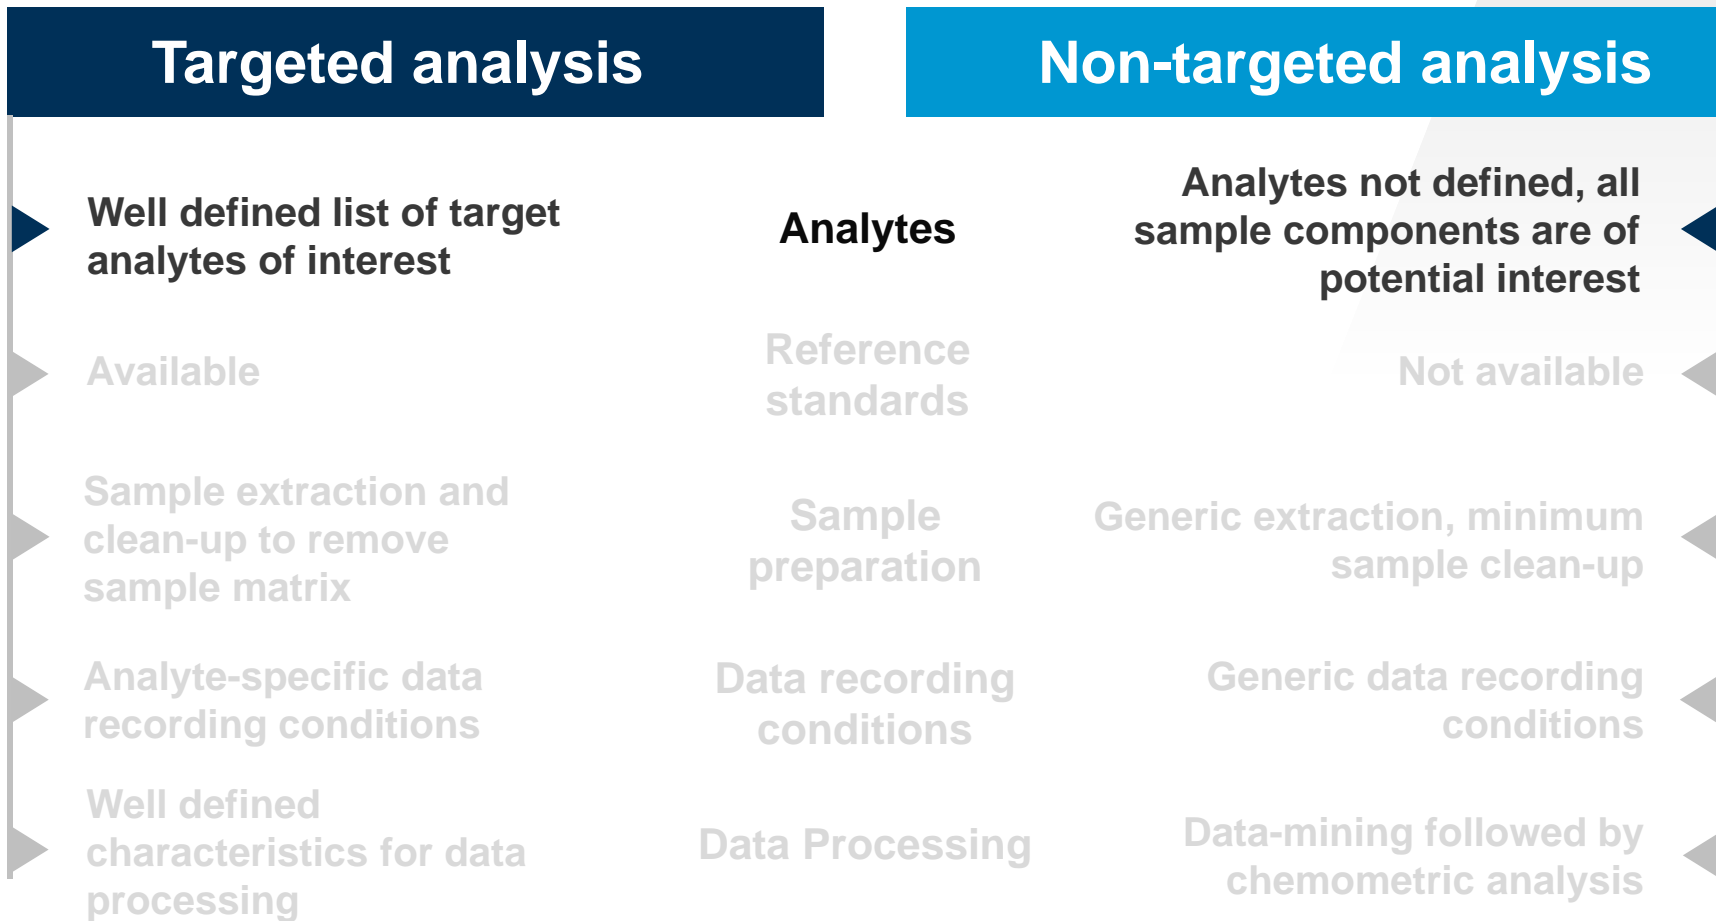 Targeted analysis
Non-targeted analysis
Well defined list of target
analytes of interest
Analytes
Analytes not defined, all
sample components are of
potential interest
Available
Reference
standards
Not available
Sample extraction and
clean-up to remove
sample matrix
Sample
preparation
Generic extraction, minimum
sample clean-up
Analyte-specific data
recording conditions
Data recording
conditions
Generic data recording
conditions
Well defined
characteristics for data
processing
Data Processing
Data-mining followed by
chemometric analysis